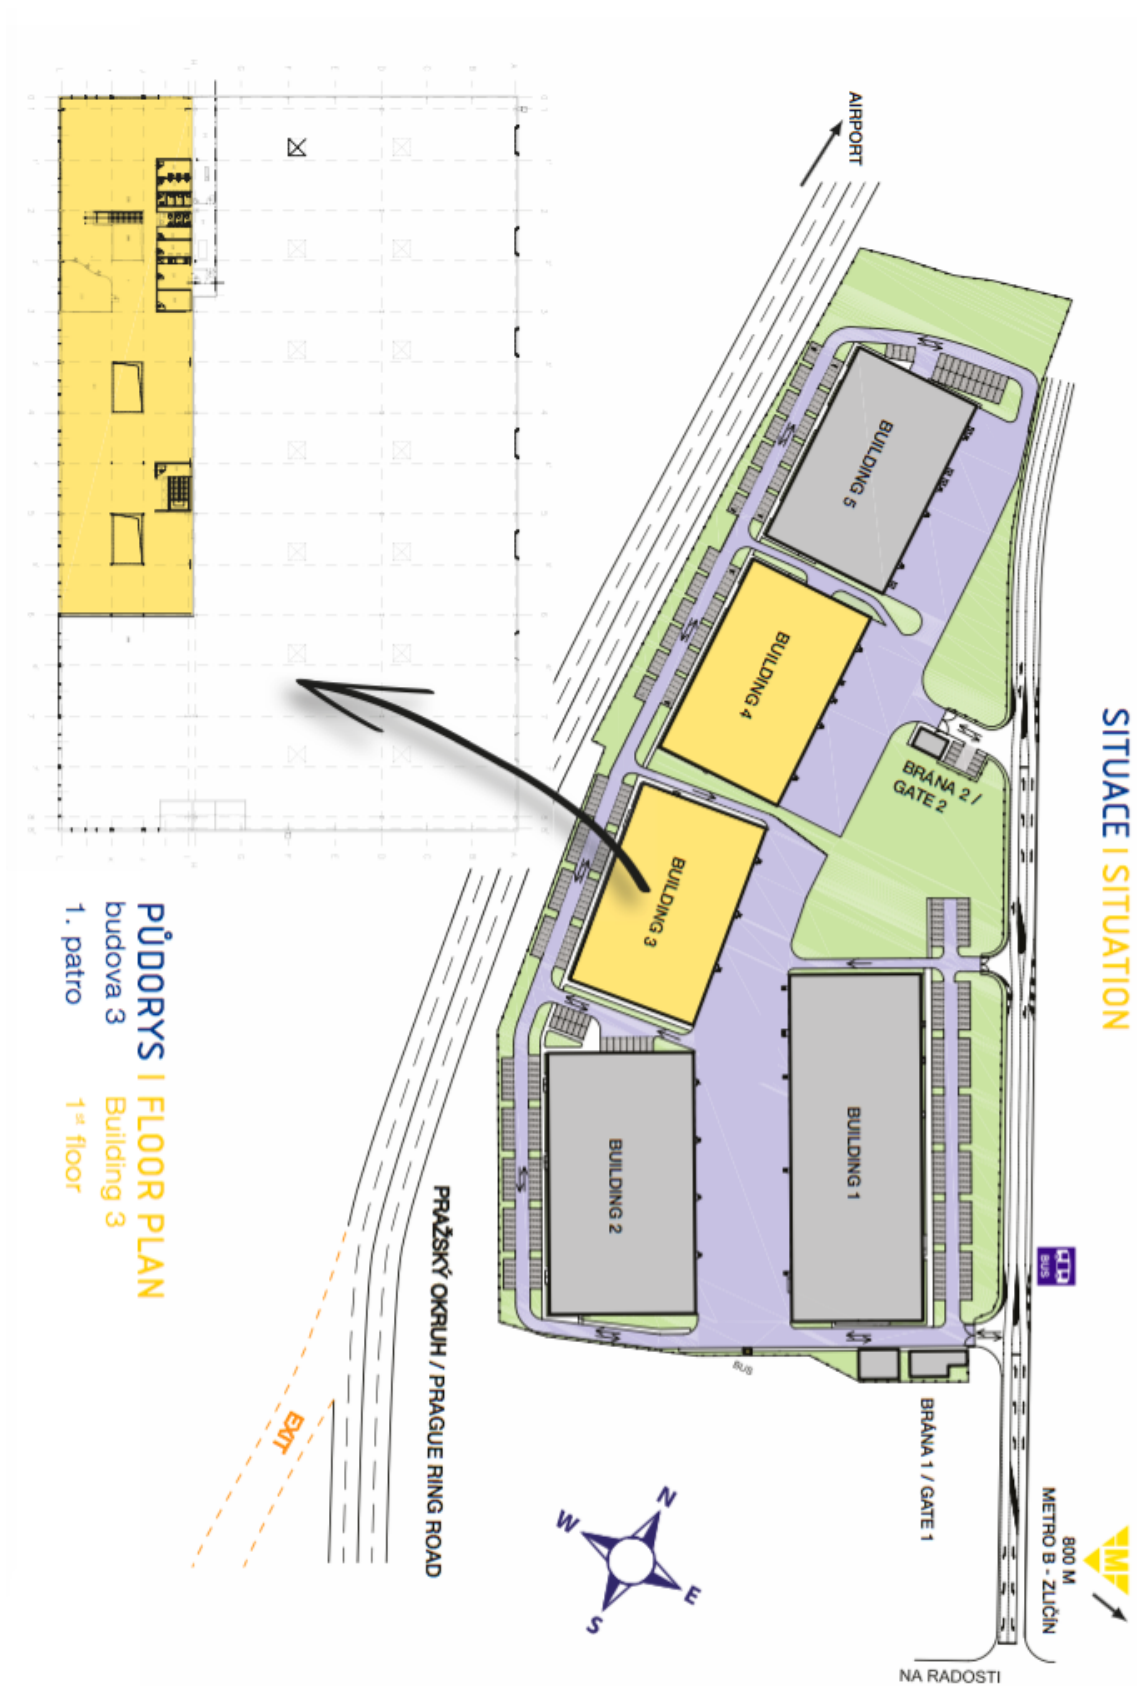 SITUACE | SITUATION
M
800 M
METRO B - ZLIČÍN
BUS
NA RADOSTI
BRÁNA 1 / GATE 1
BRÁNA 2 /
GATE 2
AIRPORT
BUILDING 5
BUILDING 4
BUILDING 3
BUILDING 1
BUILDING 2
BUS
PRAŽSKÝ OKRUH / PRAGUE RING ROAD
EXIT
N
E
S
W
PŮDORYS | FLOOR PLAN
budova 3 Building 3
1. patro 1st floor